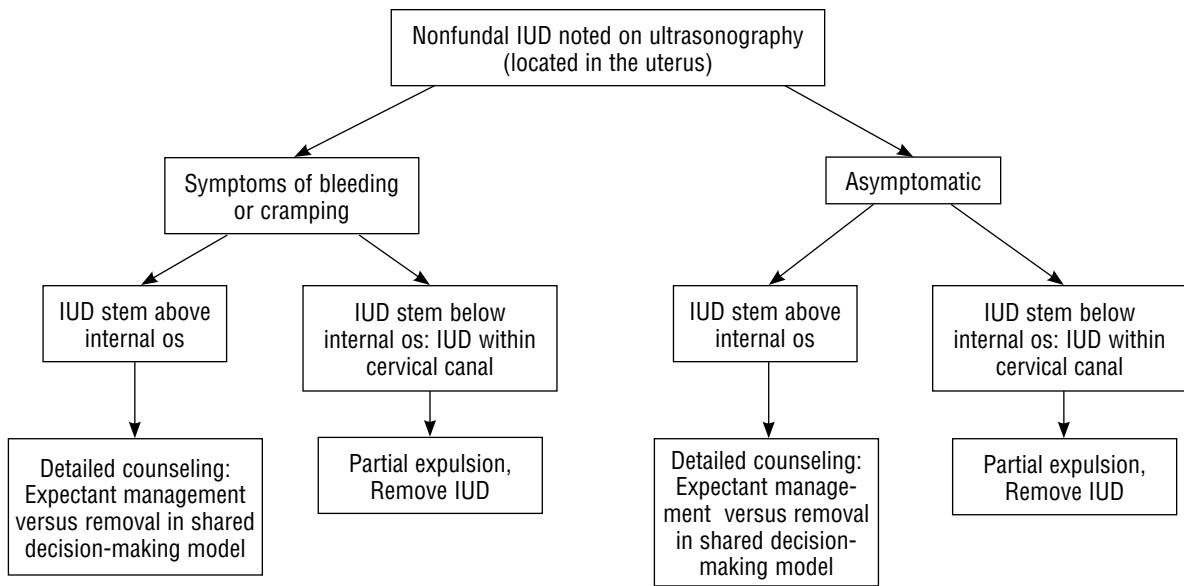 Nonfundal IUD noted on ultrasonography
(located in the uterus)
Symptoms of bleeding
or cramping
Asymptomatic
IUD stem above
internal os
IUD stem below
internal os: IUD within
cervical canal
IUD stem above
internal os
IUD stem below
internal os: IUD within
cervical canal
Detailed counseling:
Expectant management
versus removal in shared
decision-making model
Partial expulsion,
Remove IUD
Detailed counseling:
Expectant manage-
ment versus removal
in shared decision-
making model
Partial expulsion,
Remove IUD